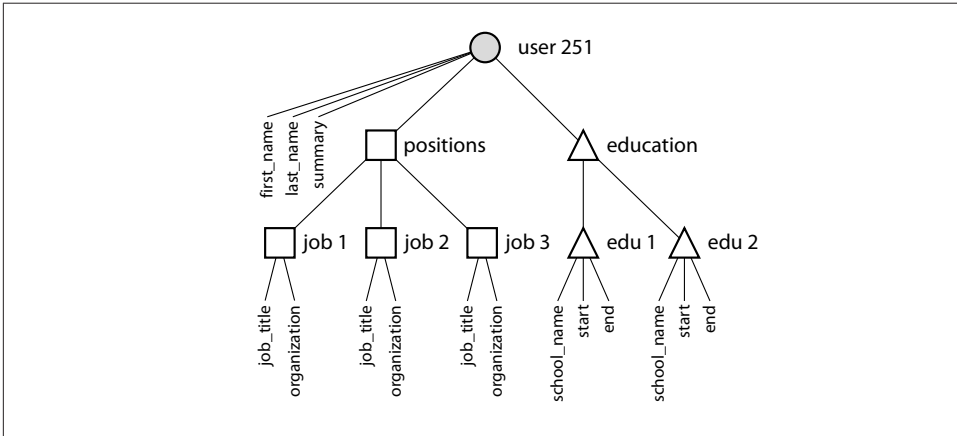 user 251
first_name
last_name
summary
positions
education
job 1
job 2
job 3
edu 1
edu 2
job_title
organization
job_title
organization
job_title
organization
school_name
start
end
school_name
start
end